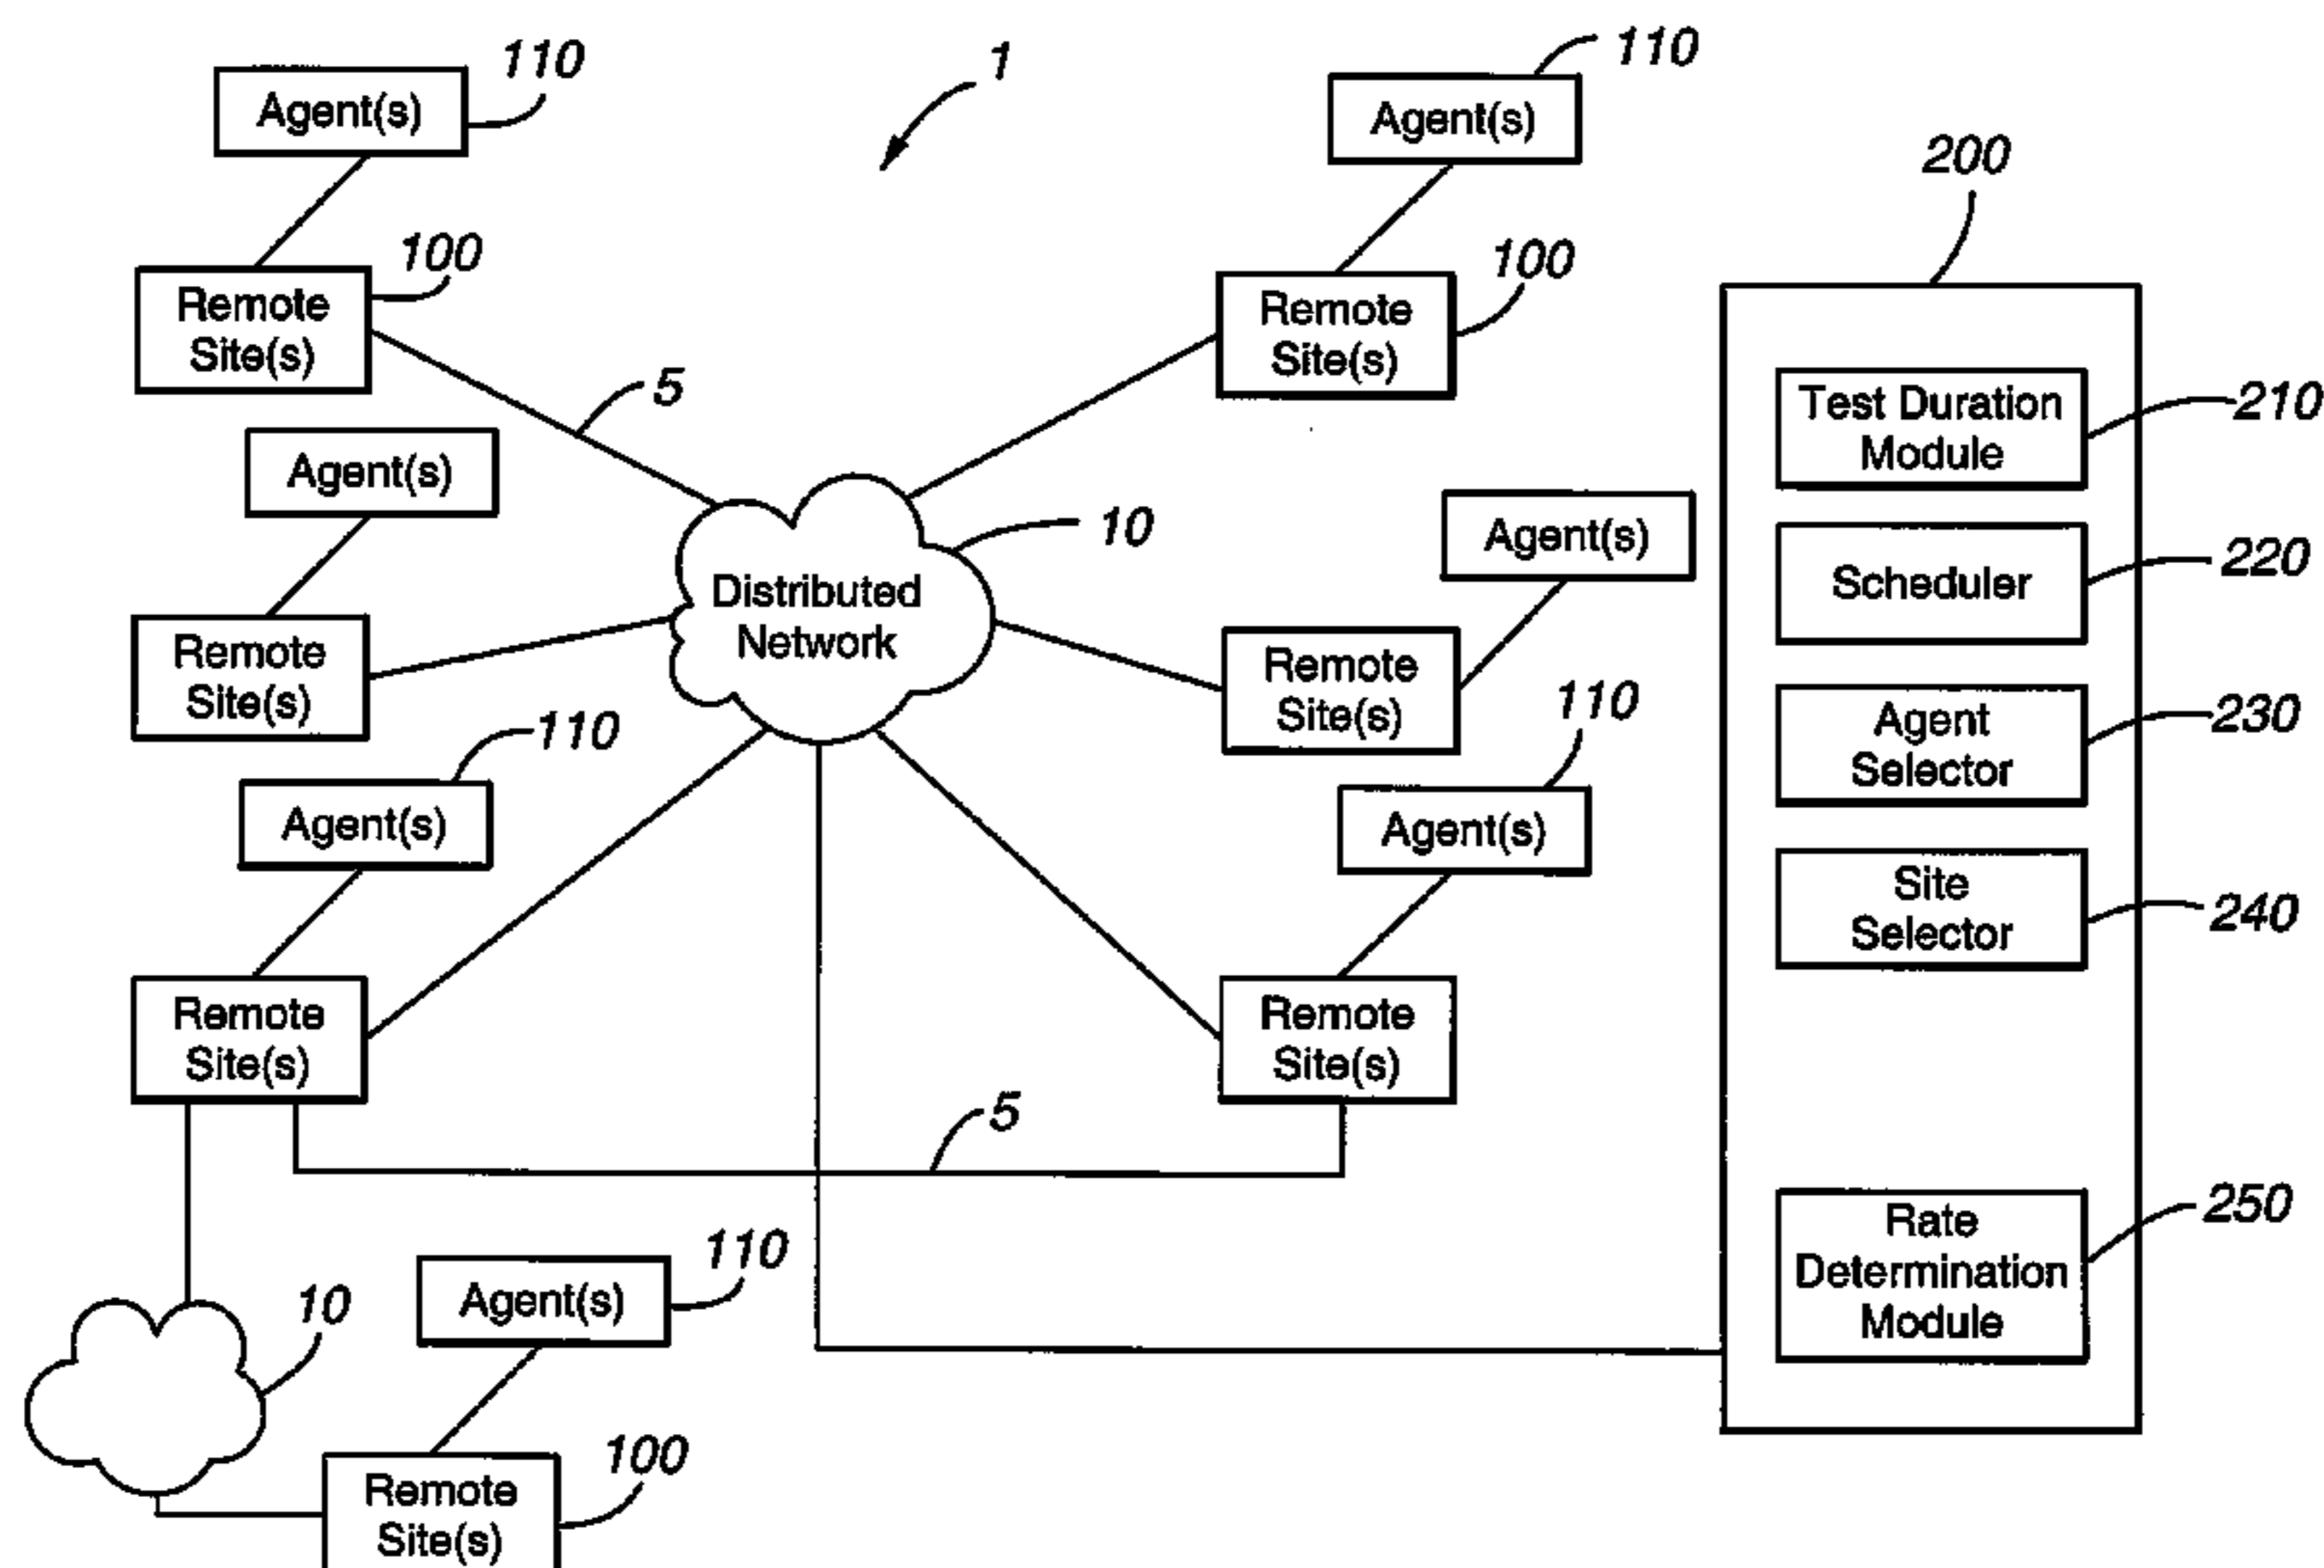 110
Agent(s)
1
110
Agent(s)
200
100
Remote
Site(s)
100
Remote
Site(s)
5
Test Duration
Module
210
Agent(s)
10
Agent(s)
Distributed
Network
Scheduler
220
Remote
Site(s)
Remote
Site(s)
110
Agent
Selector
230
110
Agent(s)
Agent(s)
Site
Selector
240
Remote
Site(s)
Remote
Site(s)
5
Rate
Determination
Module
250
110
Agent(s)
10
100
Remote
Site(s)